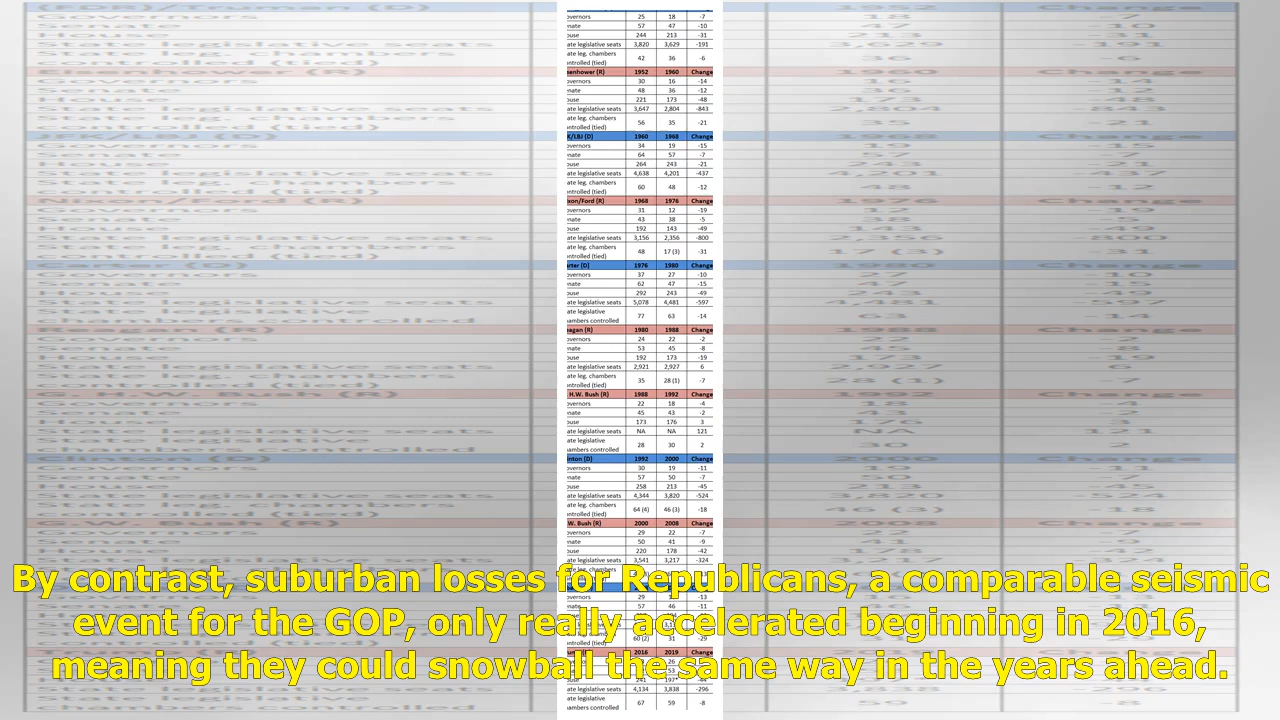 overnors 25 18 -7
enate 57 47 -10
ouse 244 213 -31
ate legislative seats 3,820 3,629 -191
ate leg. chambers
ontrolled (tied) 42 36 -6
senhower (R) 1952 1960 Change
overnors 30 16 -14
enate 48 36 -12
ouse 221 173 -48
ate legislative seats 3,647 2,804 -843
ate leg. chambers
ontrolled (tied) 56 35 -21
K/LBJ (D) 1960 1968 Change
overnors 34 19 -15
enate 64 57 -7
ouse 264 243 -21
ate legislative seats 4,638 4,201 -437
ate leg. chambers
ontrolled (tied) 60 48 -12
xon/Ford (R) 1968 1976 Change
overnors 31 12 -19
enate 43 38 -5
ouse 192 143 -49
ate legislative seats 3,156 2,356 -800
ate leg. chambers
ontrolled (tied) 48 17 (3) -31
arter (D) 1976 1980 Change
overnors 37 27 -10
enate 62 47 -15
ouse 292 243 -49
ate legislative seats 5,078 4,481 -597
ate legislative
ambers controlled 77 63 -14
eagan (R) 1980 1988 Change
overnors 24 22 -2
enate 53 45 -8
ouse 192 173 -19
ate legislative seats 2,921 2,927 6
ate leg. chambers
ontrolled (tied) 35 28 (1) -7
H.W. Bush (R) 1988 1992 Change
overnors 22 18 -4
enate 45 43 -2
ouse 173 176 3
ate legislative seats NA NA 121
ate legislative
ambers controlled 28 30 2
inton (D) 1992 2000 Change
overnors 30 19 -11
enate 57 50 -7
ouse 258 213 -45
ate legislative seats 4,344 3,820 -524
ate leg. chambers
ontrolled (tied) 64 (4) 46 (3) -18
W. Bush (R) 2000 2008 Change
overnors 29 22 -7
enate 50 41 -9
ouse 220 178 -42
ate legislative seats 3,541 3,217 -324
By contrast, suburban losses for Republicans, a comparable seismic
event for the GOP, only really accelerated beginning in 2016,
meaning they could snowball the same way in the years ahead.
ate legislative seats 4,134 3,838 -296
ate legislative
ambers controlled 67 59 -8